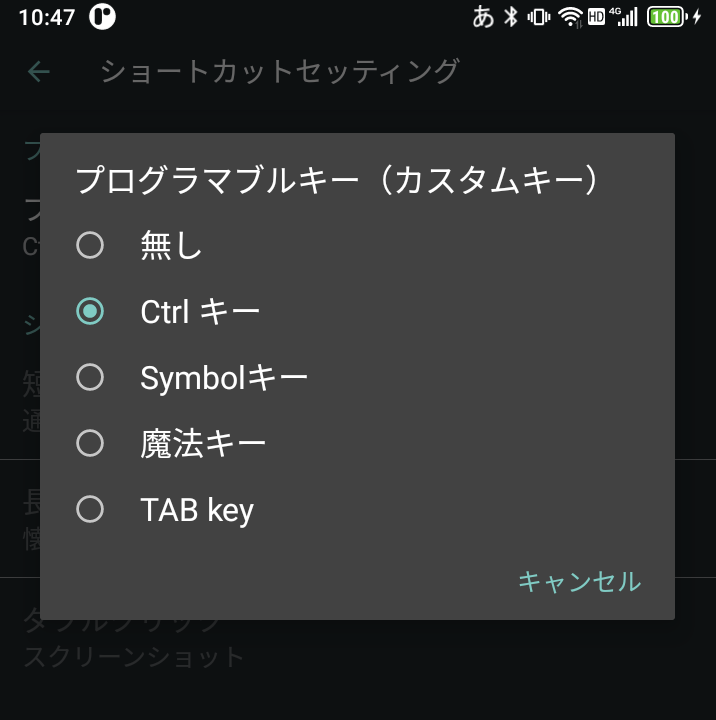 10:47 あ HD 4G 100
ショートカットセッティング
プログラマブルキー（カスタムキー）
無し
Ctrl キー
Symbolキー
魔法キー
TAB key
キャンセル
スクリーンショット